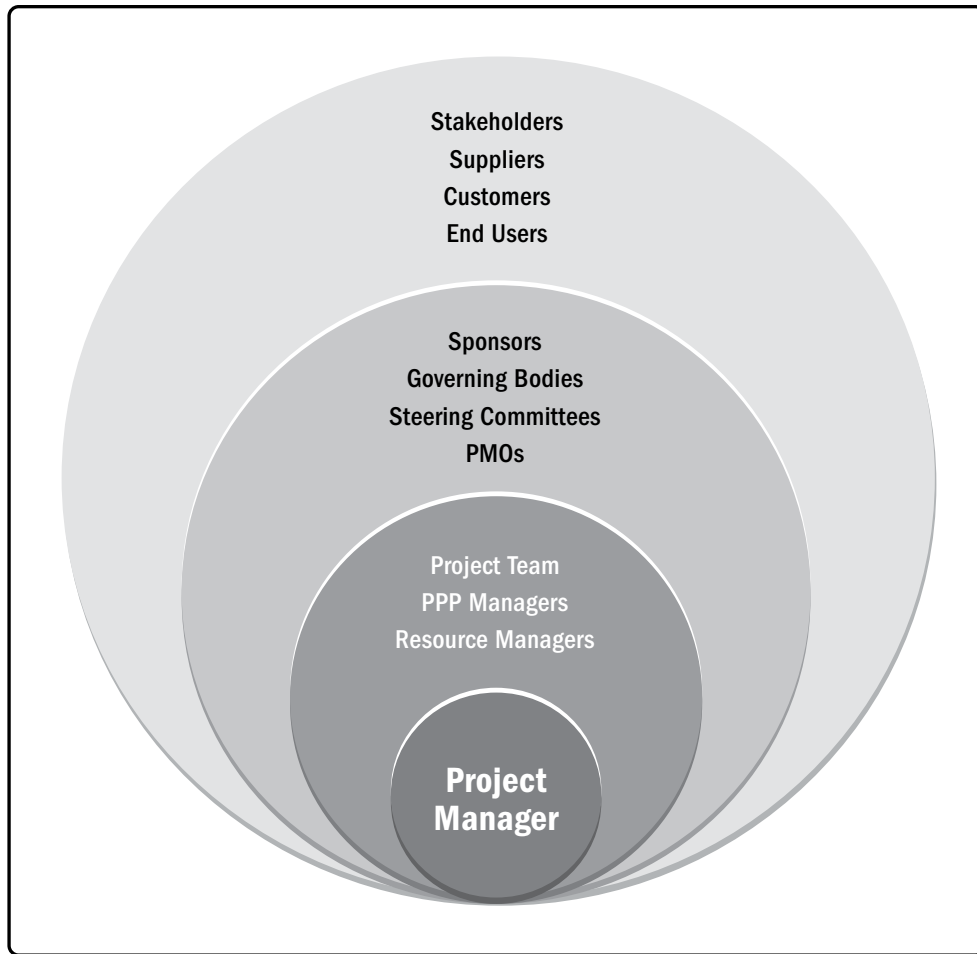 Stakeholders
Suppliers
Customers
End Users
Sponsors
Governing Bodies
Steering Committees
PMOs
Project Team
PPP Managers
Resource Managers
Project
Manager